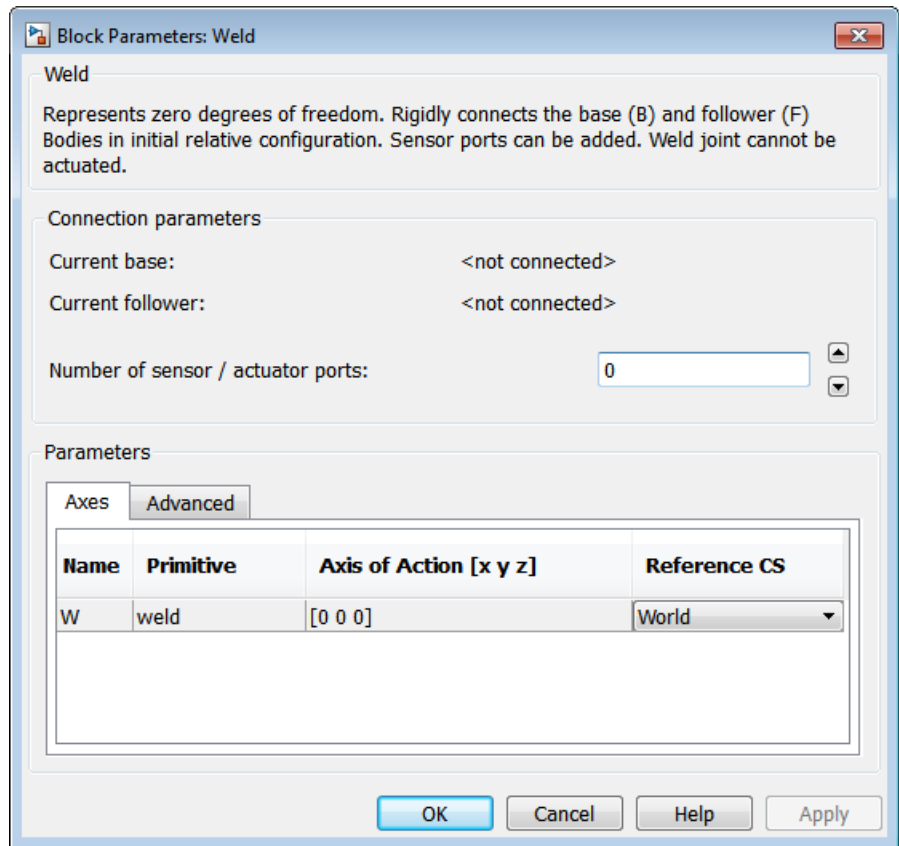 Block Parameters: Weld
Weld
Represents zero degrees of freedom. Rigidly connects the base (B) and follower (F)
Bodies in initial relative configuration. Sensor ports can be added. Weld joint cannot be
actuated.
Connection parameters
Current base: <not connected>
Current follower: <not connected>
Number of sensor / actuator ports: 0
Parameters
Axes Advanced
Name Primitive Axis of Action [x y z] Reference CS
W weld [0 0 0] World
OK Cancel Help Apply